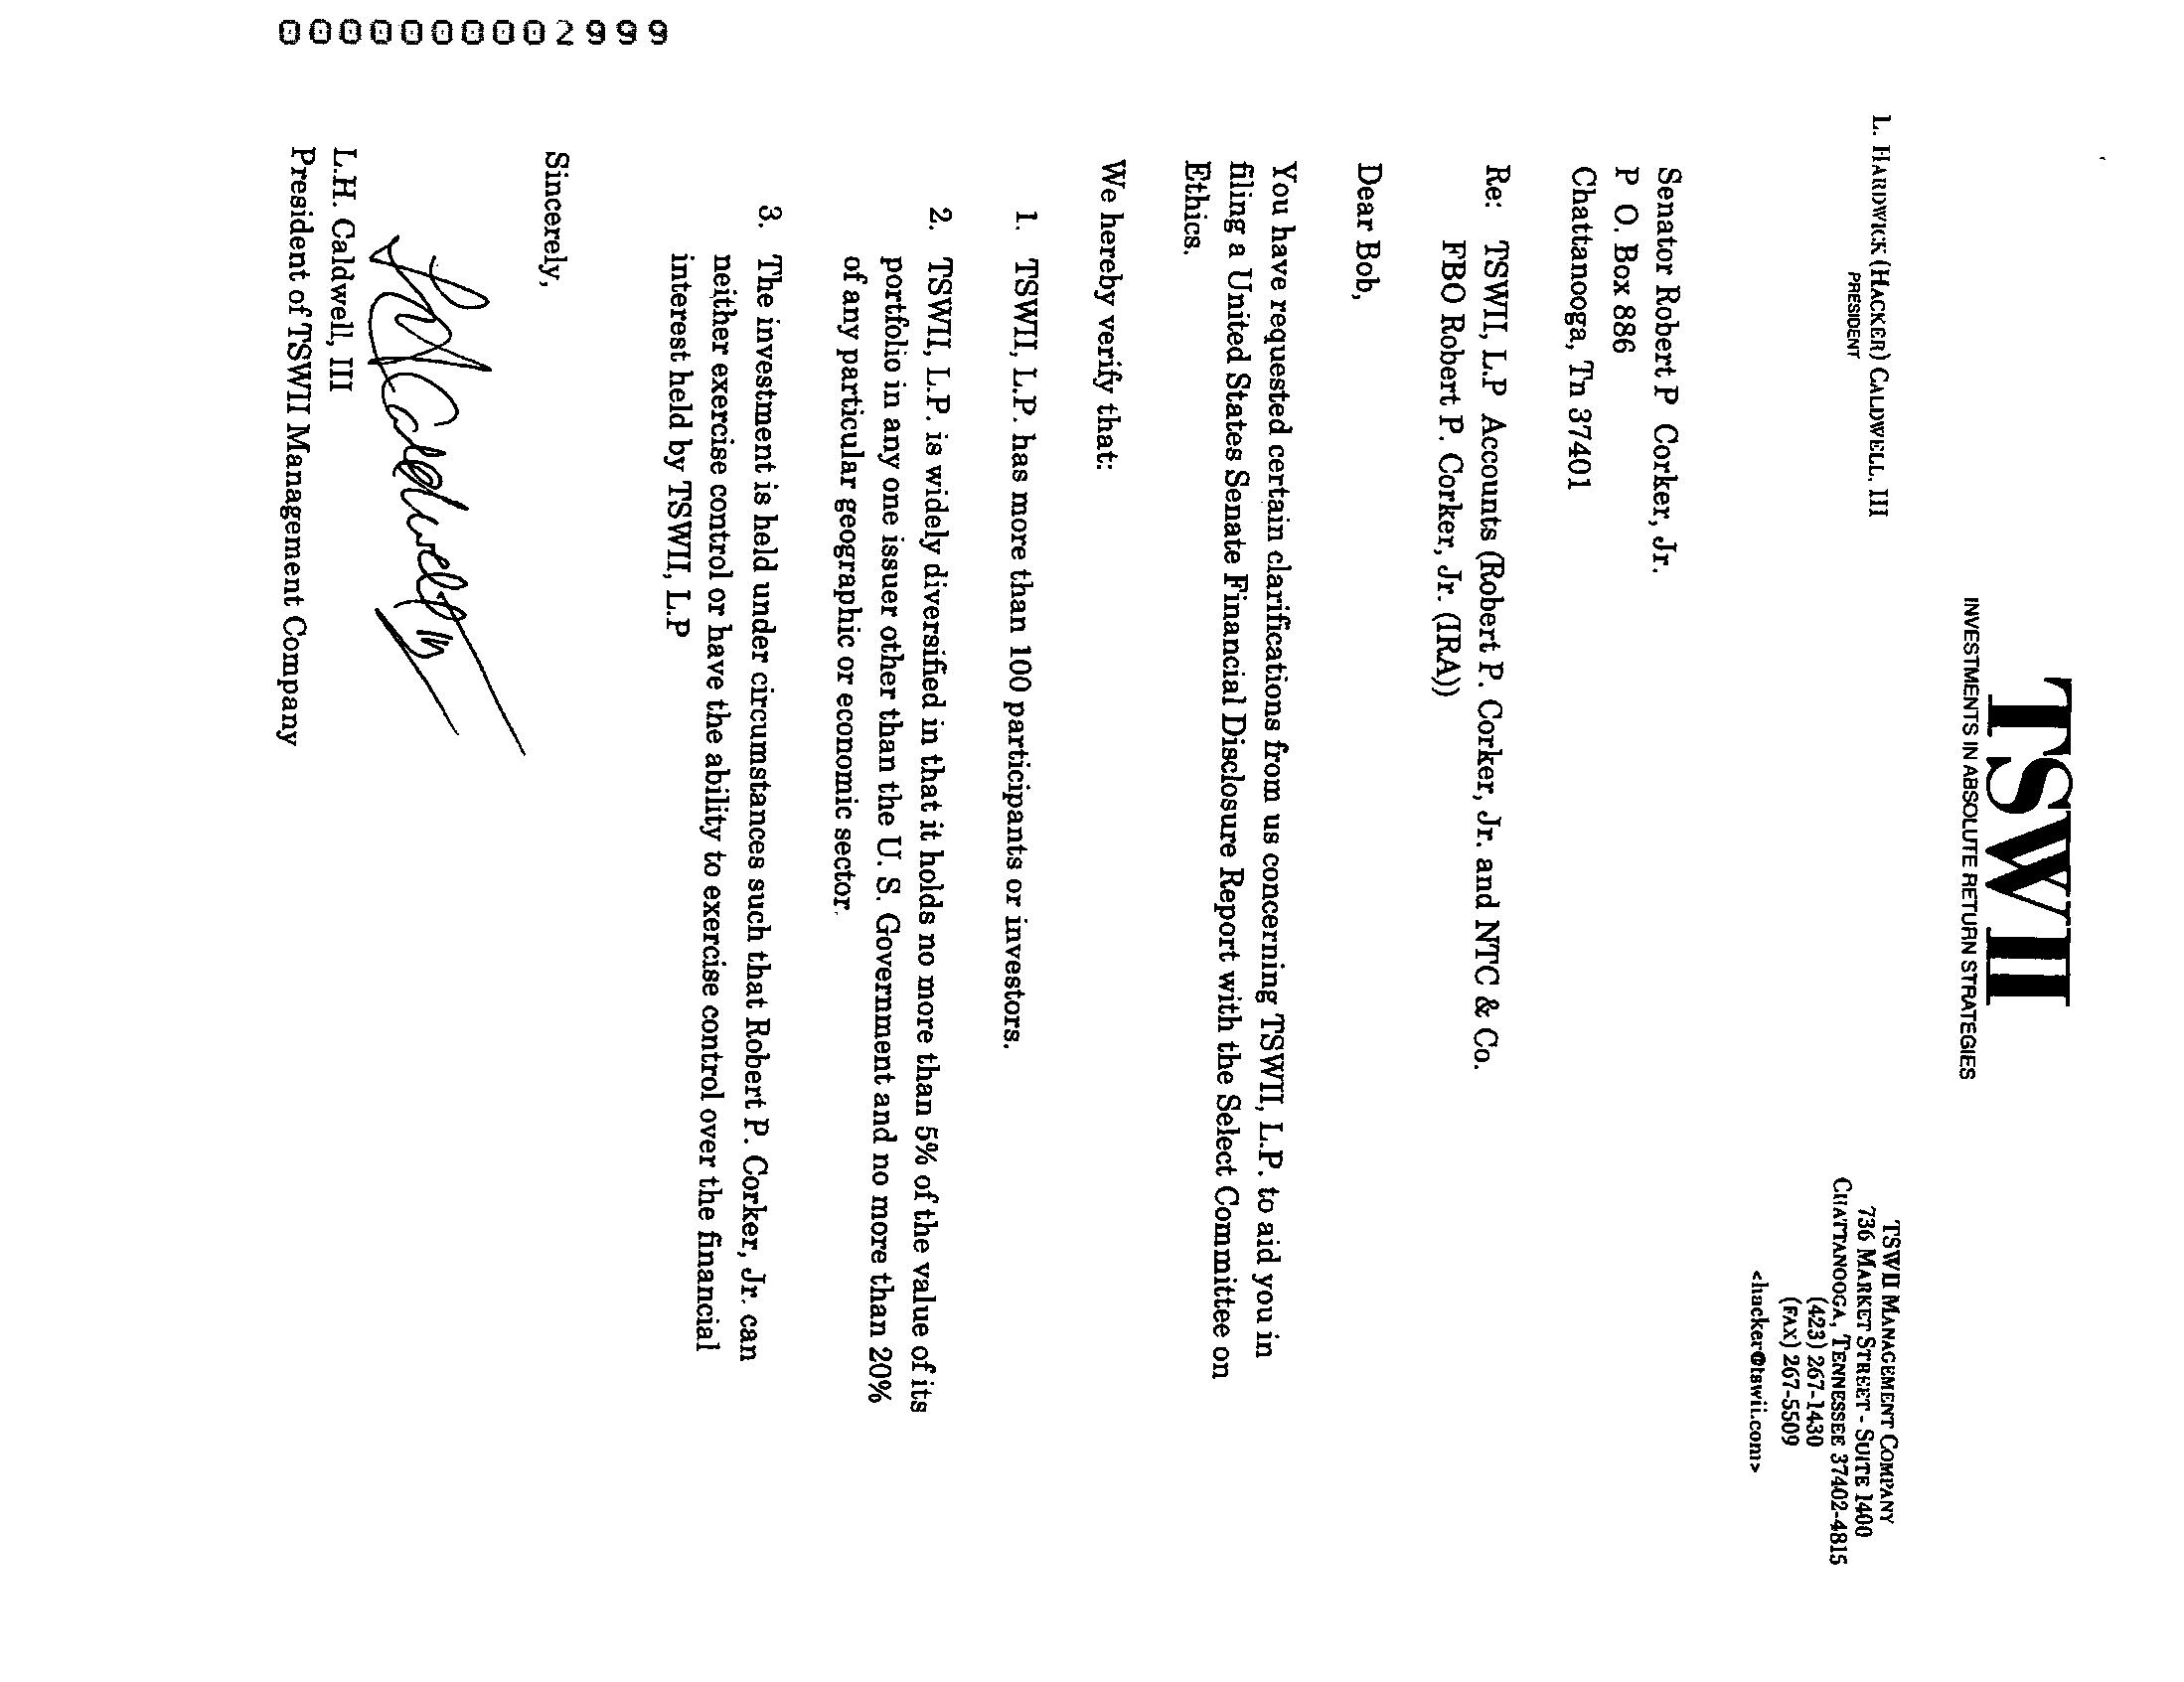 TSWII
INVESTMENTS IN ABSOLUTE RETURN STRATEGIES
L. HARDWICK (HACKER) CALDWELL, III
PRESIDENT
TSWII MANAGEMENT COMPANY
736 MARKET STREET - SUITE 1400
CHATTANOOGA, TENNESSEE 37402-4815
(423) 267-1430
(FAX) 267-5509
<hacker@tswii.com>
Senator Robert P Corker, Jr.
P O. Box 886
Chattanooga, Tn 37401
Re: TSWII, L.P Accounts (Robert P. Corker, Jr. and NTC & Co.
FBO Robert P. Corker, Jr. (IRA))
Dear Bob,
You have requested certain clarifications from us concerning TSWII, L.P. to aid you in
filing a United States Senate Financial Disclosure Report with the Select Committee on
Ethics.
We hereby verify that:
1. TSWII, L.P. has more than 100 participants or investors.
2. TSWII, L.P. is widely diversified in that it holds no more than 5% of the value of its
portfolio in any one issuer other than the U. S. Government and no more than 20%
of any particular geographic or economic sector.
3. The investment is held under circumstances such that Robert P. Corker, Jr. can
neither exercise control or have the ability to exercise control over the financial
interest held by TSWII, L.P
Sincerely,
LH Caldwell III
L.H. Caldwell, III
President of TSWII Management Company
0000000002999